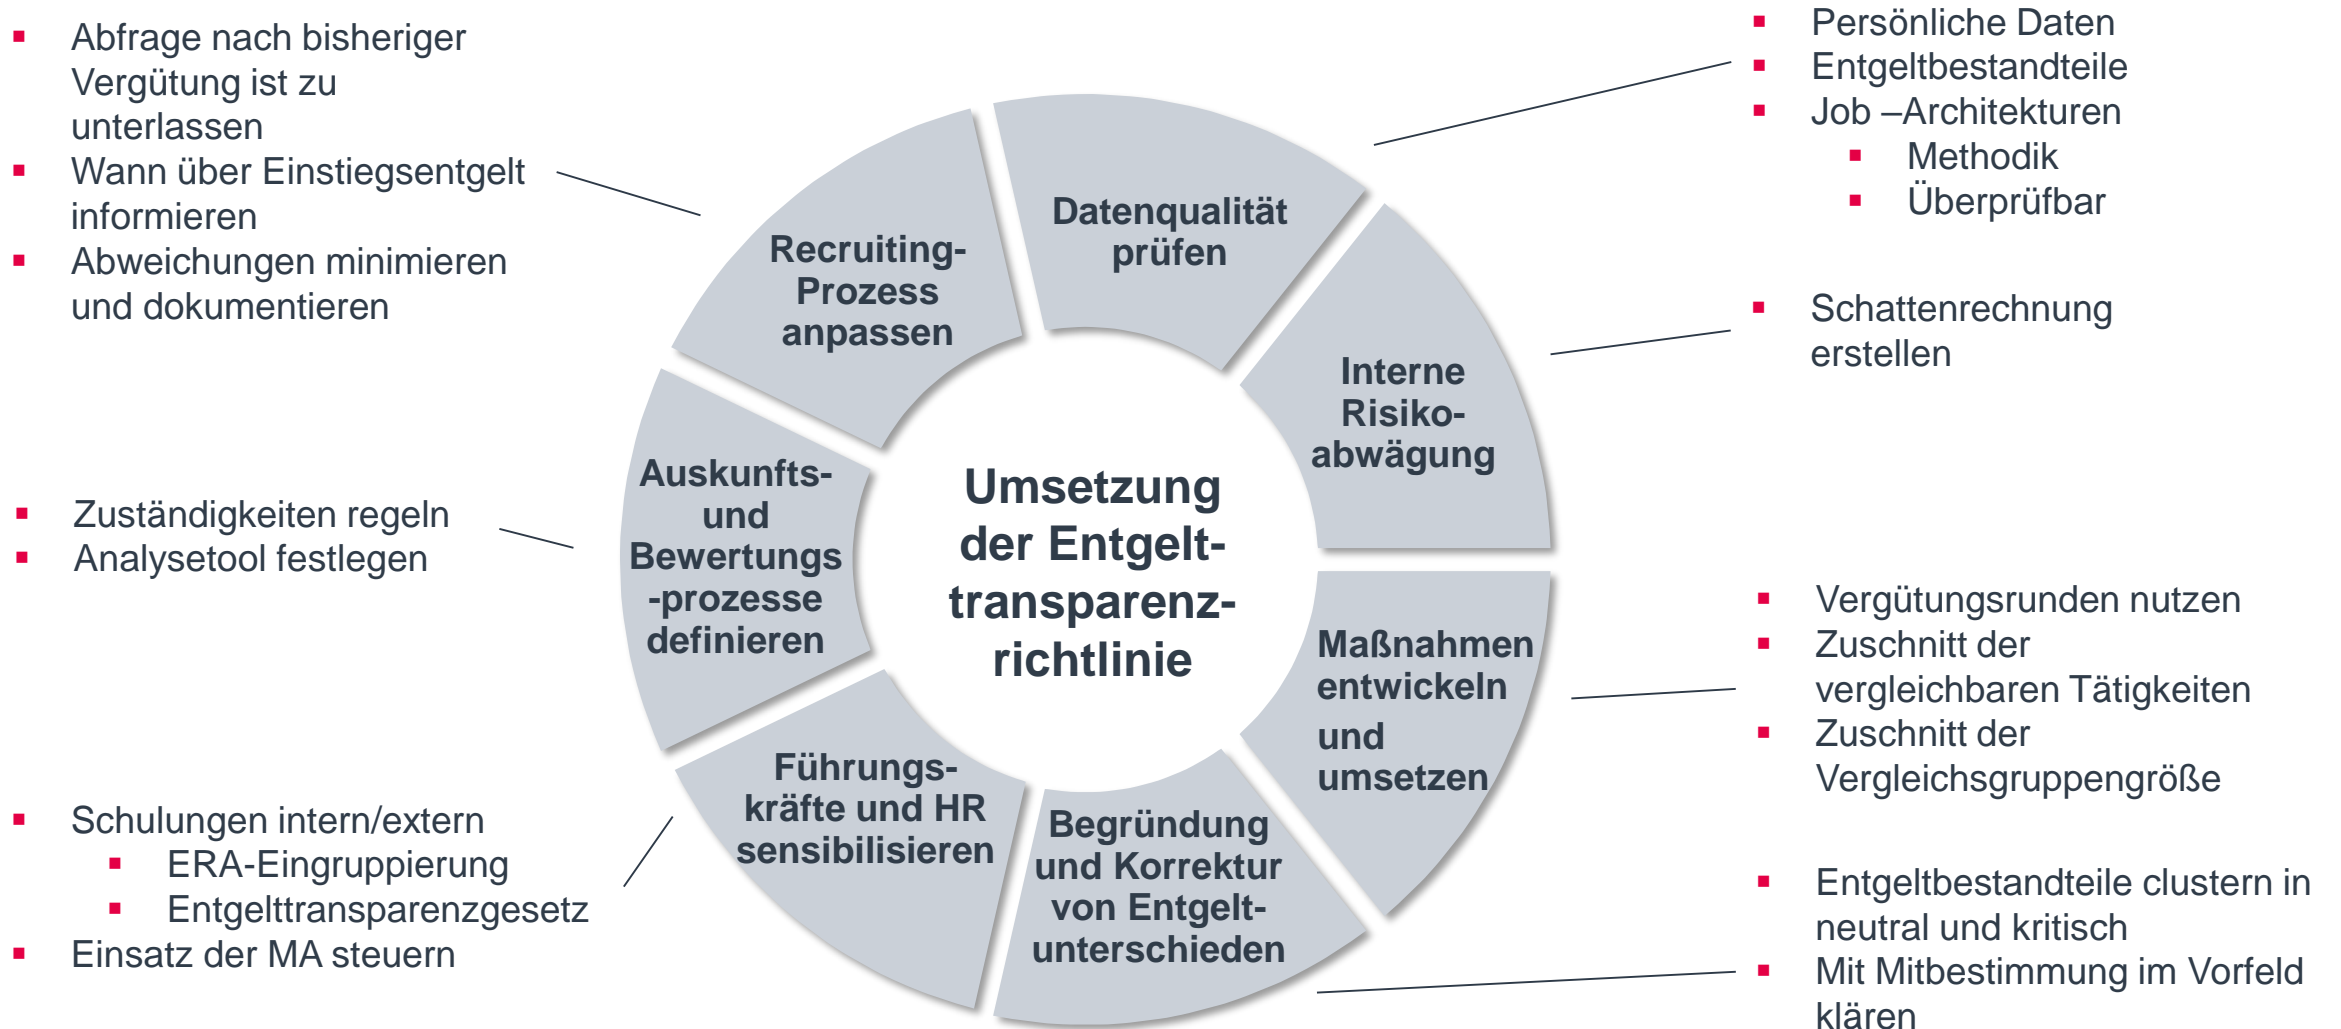 Abfrage nach bisheriger
Vergütung ist zu
unterlassen
Wann über Einstiegsentgelt
informieren
Abweichungen minimieren
und dokumentieren
Zuständigkeiten regeln
Analysetool festlegen
Schulungen intern/extern
ERA-Eingruppierung
Entgelttransparenzgesetz
Einsatz der MA steuern
Recruiting-
Prozess
anpassen
Datenqualität
prüfen
Interne
Risiko-
abwägung
Maßnahmen
entwickeln
und
umsetzen
Begründung
und Korrektur
von Entgelt-
unterschieden
Führungs-
kräfte und HR
sensibilisieren
Auskunfts-
und
Bewertungs
-prozesse
definieren
Umsetzung
der Entgelt-
transparenz-
richtlinie
Persönliche Daten
Entgeltbestandteile
Job –Architekturen
Methodik
Überprüfbar
Schattenrechnung
erstellen
Vergütungsrunden nutzen
Zuschnitt der
vergleichbaren Tätigkeiten
Zuschnitt der
Vergleichsgruppengröße
Entgeltbestandteile clustern in
neutral und kritisch
Mit Mitbestimmung im Vorfeld
klären